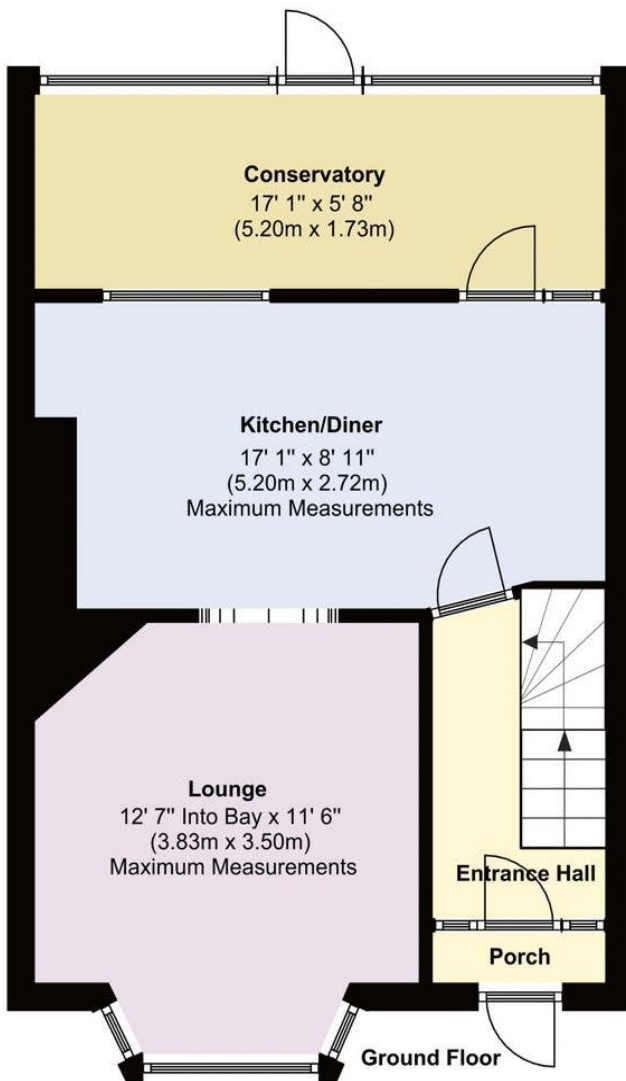 Conservatory
17' 1" x 5' 8"
(5.20m x 1.73m)
Kitchen/Diner
17' 1" x 8' 11"
(5.20m x 2.72m)
Maximum Measurements
Lounge
12' 7" Into Bay x 11' 6"
(3.83m x 3.50m)
Maximum Measurements
Entrance Hall
Porch
Ground Floor